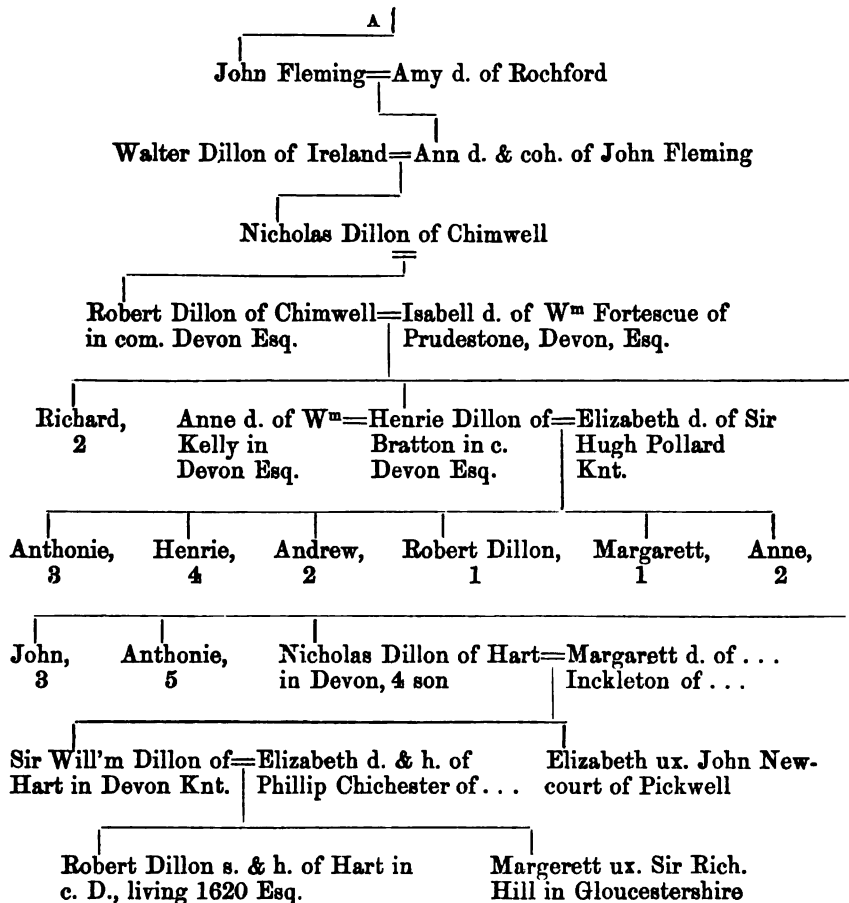 A
John Fleming=Amy d. of Rochford
Walter Dillon of Ireland=Ann d. & coh. of John Fleming
Nicholas Dillon of Chimwell
=
Robert Dillon of Chimwell=Isabell d. of Wᵐ Fortescue of
in com. Devon Esq. Prudestone, Devon, Esq.
Richard, Anne d. of Wᵐ=Henrie Dillon of=Elizabeth d. of Sir
2 Kelly in Bratton in c. Hugh Pollard
Devon Esq. Devon Esq. Knt.
Anthonie, Henrie, Andrew, Robert Dillon, Margarett, Anne,
3 4 2 1 1 2
John, Anthonie, Nicholas Dillon of Hart=Margarett d. of . . .
3 5 in Devon, 4 son Inckleton of . . .
Sir Will'm Dillon of=Elizabeth d. & h. of Elizabeth ux. John New-
Hart in Devon Knt. Phillip Chichester of . . . court of Pickwell
Robert Dillon s. & h. of Hart in Margerett ux. Sir Rich.
c. D., living 1620 Esq. Hill in Gloucestershire